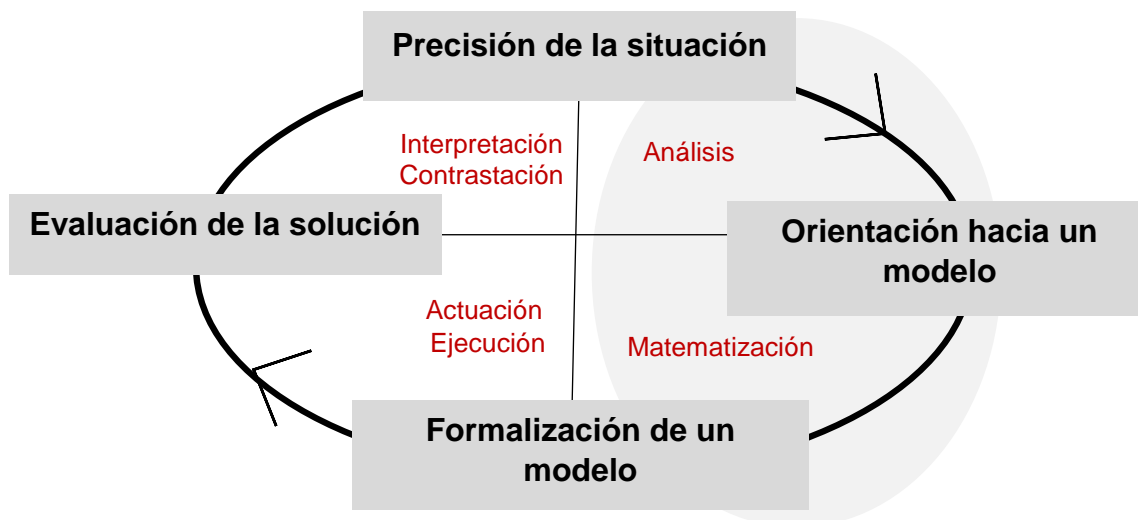 Precisión de la situación
Interpretación
Contrastación
Análisis
Evaluación de la solución
Orientación hacia un
modelo
Actuación
Ejecución
Matematización
Formalización de un
modelo